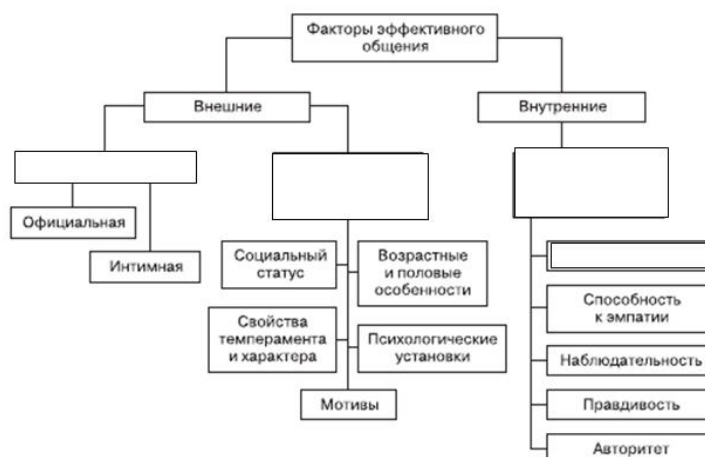 Факторы эффективного
общения
Внешние
Внутренние
Официальная
Интимная
Социальный
статус
Возрастные
и половые
особенности
Свойства
темперамента
и характера
Психологические
установки
Мотивы
Способность
к эмпатии
Наблюдательность
Правдивость
Авторитет